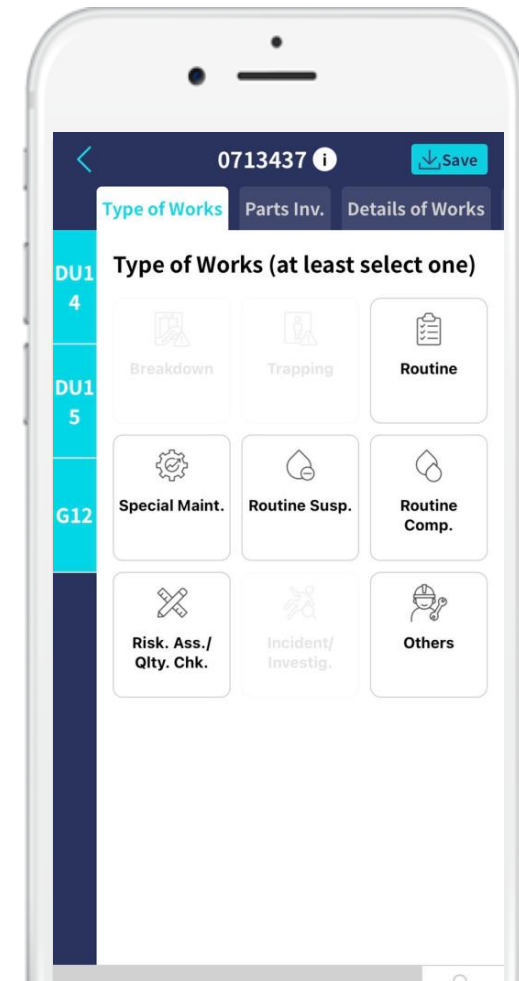 0713437
Save
Type of Works
Parts Inv.
Details of Works
DU1
4
DU1
5
G12
Type of Works (at least select one)
Breakdown
Trapping
Routine
Special Maint.
Routine Susp.
Routine
Comp.
Risk. Ass./
Qlty. Chk.
Incident/
Investig.
Others